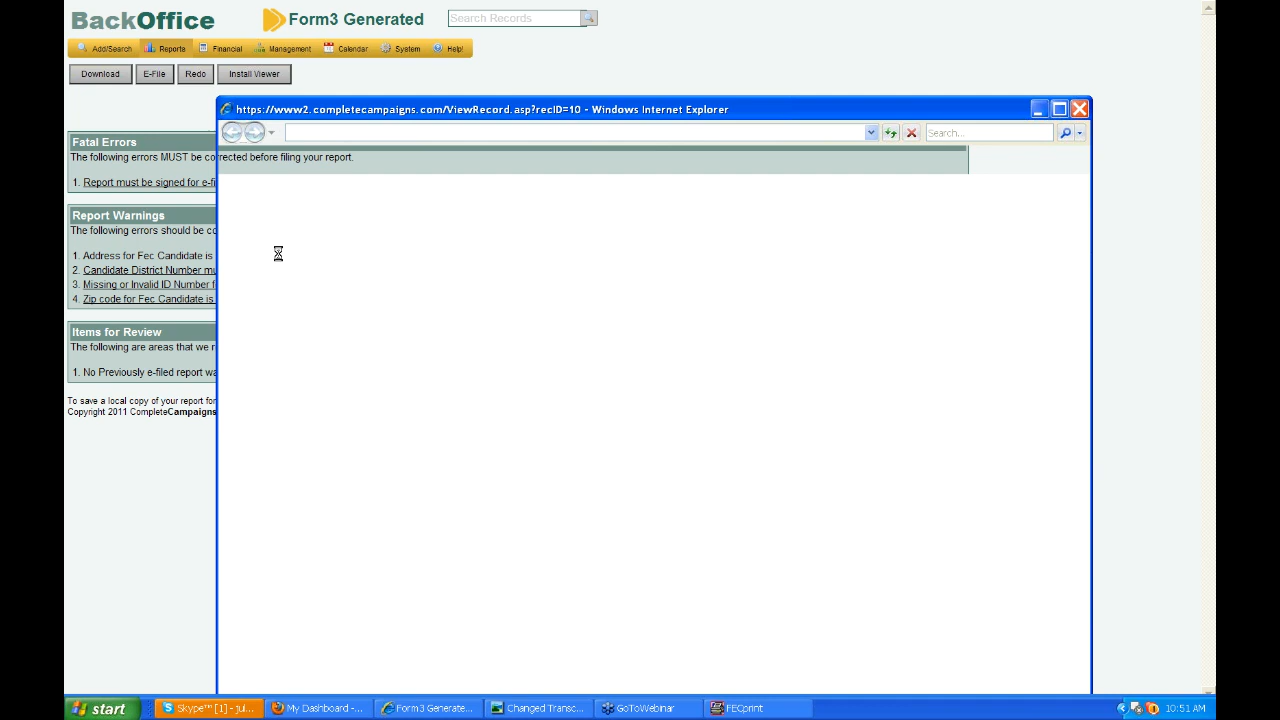 BackOffice
Form3 Generated
Search Records
Add/Search Reports Financial Management Calendar System Help!
Download E-File Redo Install Viewer
https://www2.completecampaigns.com/ViewRecord.asp?recID=10 - Windows Internet Explorer
Search...
Fatal Errors
The following errors MUST be corrected before filing your report.
1. Report must be signed for e-fi
Report Warnings
The following errors should be co
1. Address for Fec Candidate is
2. Candidate District Number mu
3. Missing or Invalid ID Number f
4. Zip code for Fec Candidate is
Items for Review
The following are areas that we r
1. No Previously e-filed report wa
To save a local copy of your report for
Copyright 2011 CompleteCampaigns
start Skype™ [1] - jul... My Dashboard -... Form3 Generate... Changed Transc... GoToWebinar FECprint 10:51 AM